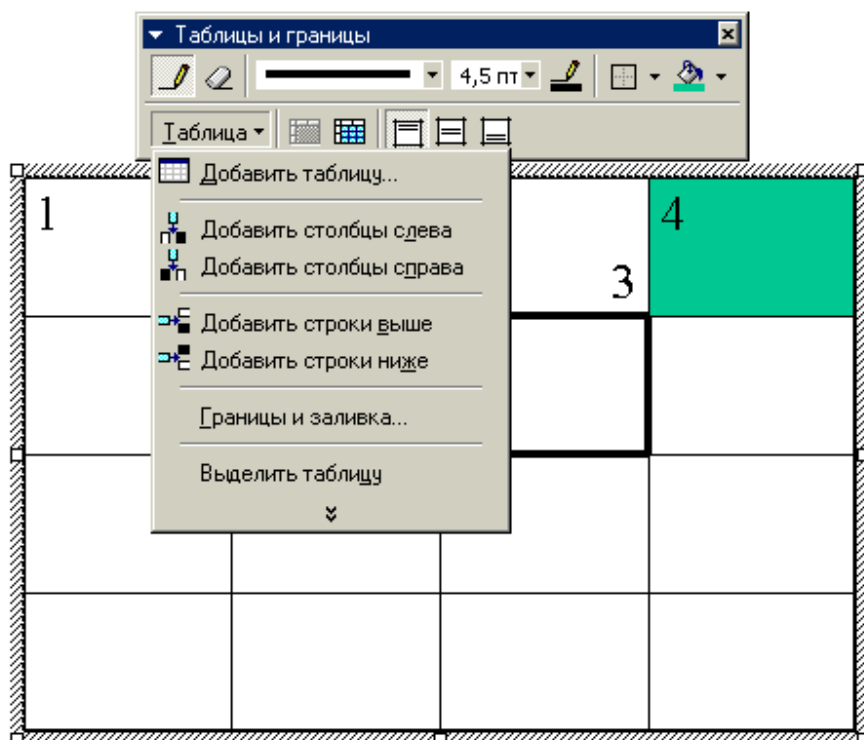 Таблицы и границы
4,5 пт
Таблица
Добавить таблицу...
Добавить столбцы слева
Добавить столбцы справа
Добавить строки выше
Добавить строки ниже
Границы и заливка...
Выделить таблицу
1
3
4